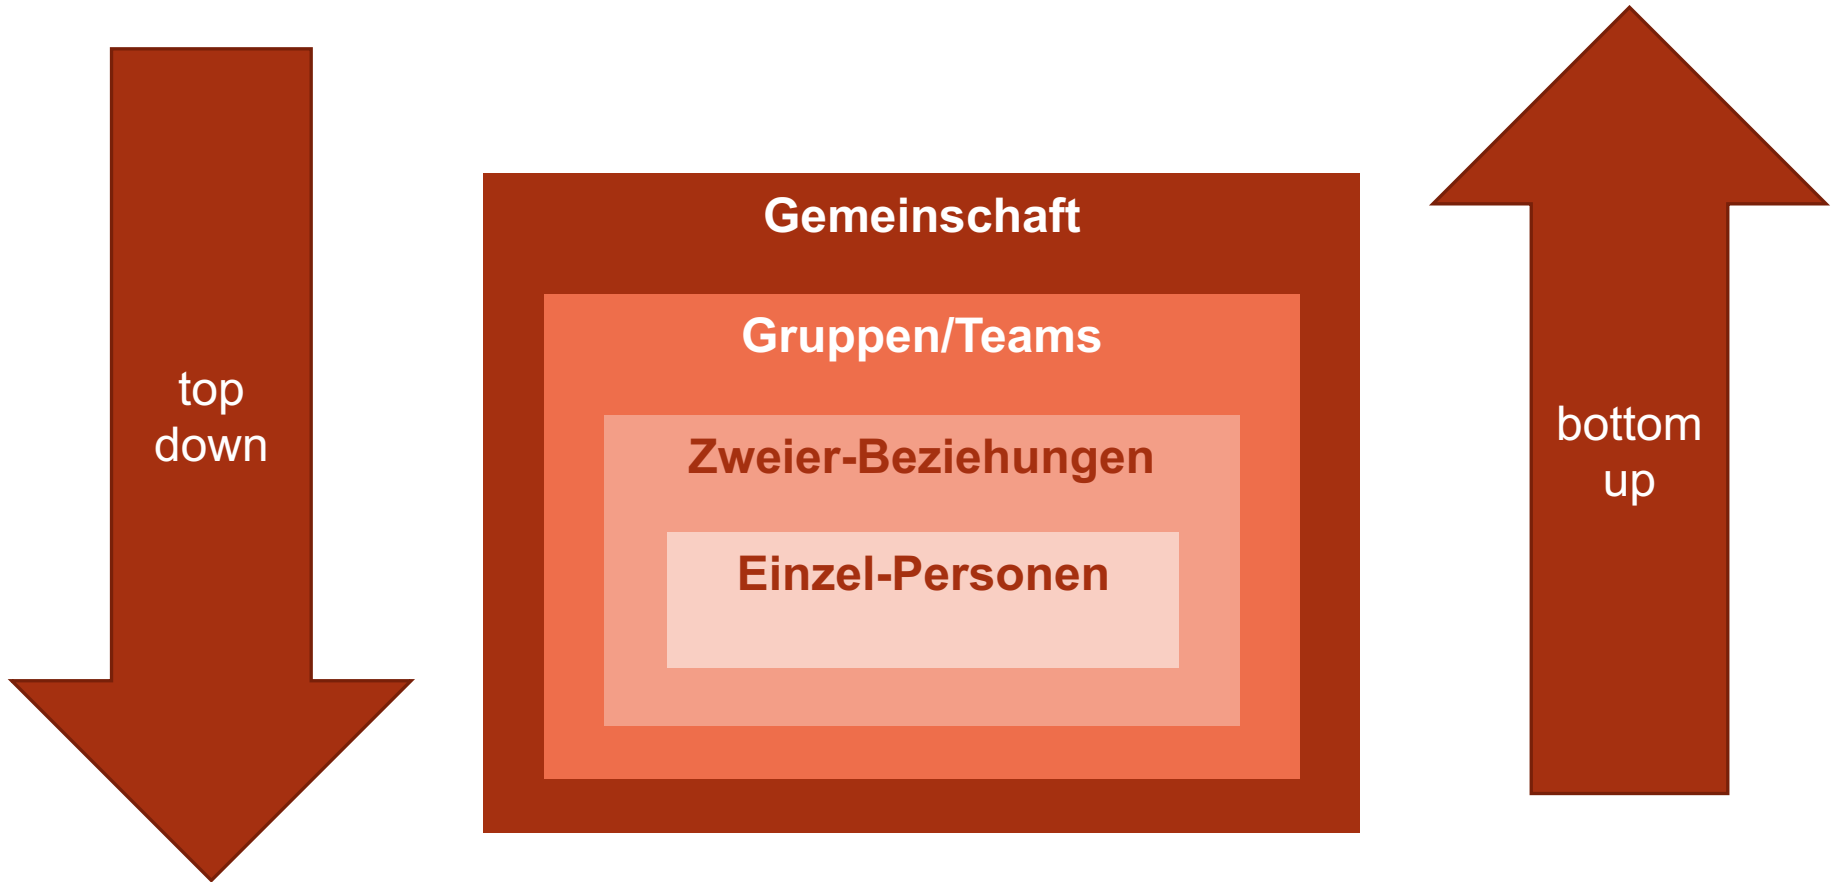 top
down
Gemeinschaft
Gruppen/Teams
Zweier-Beziehungen
Einzel-Personen
bottom
up